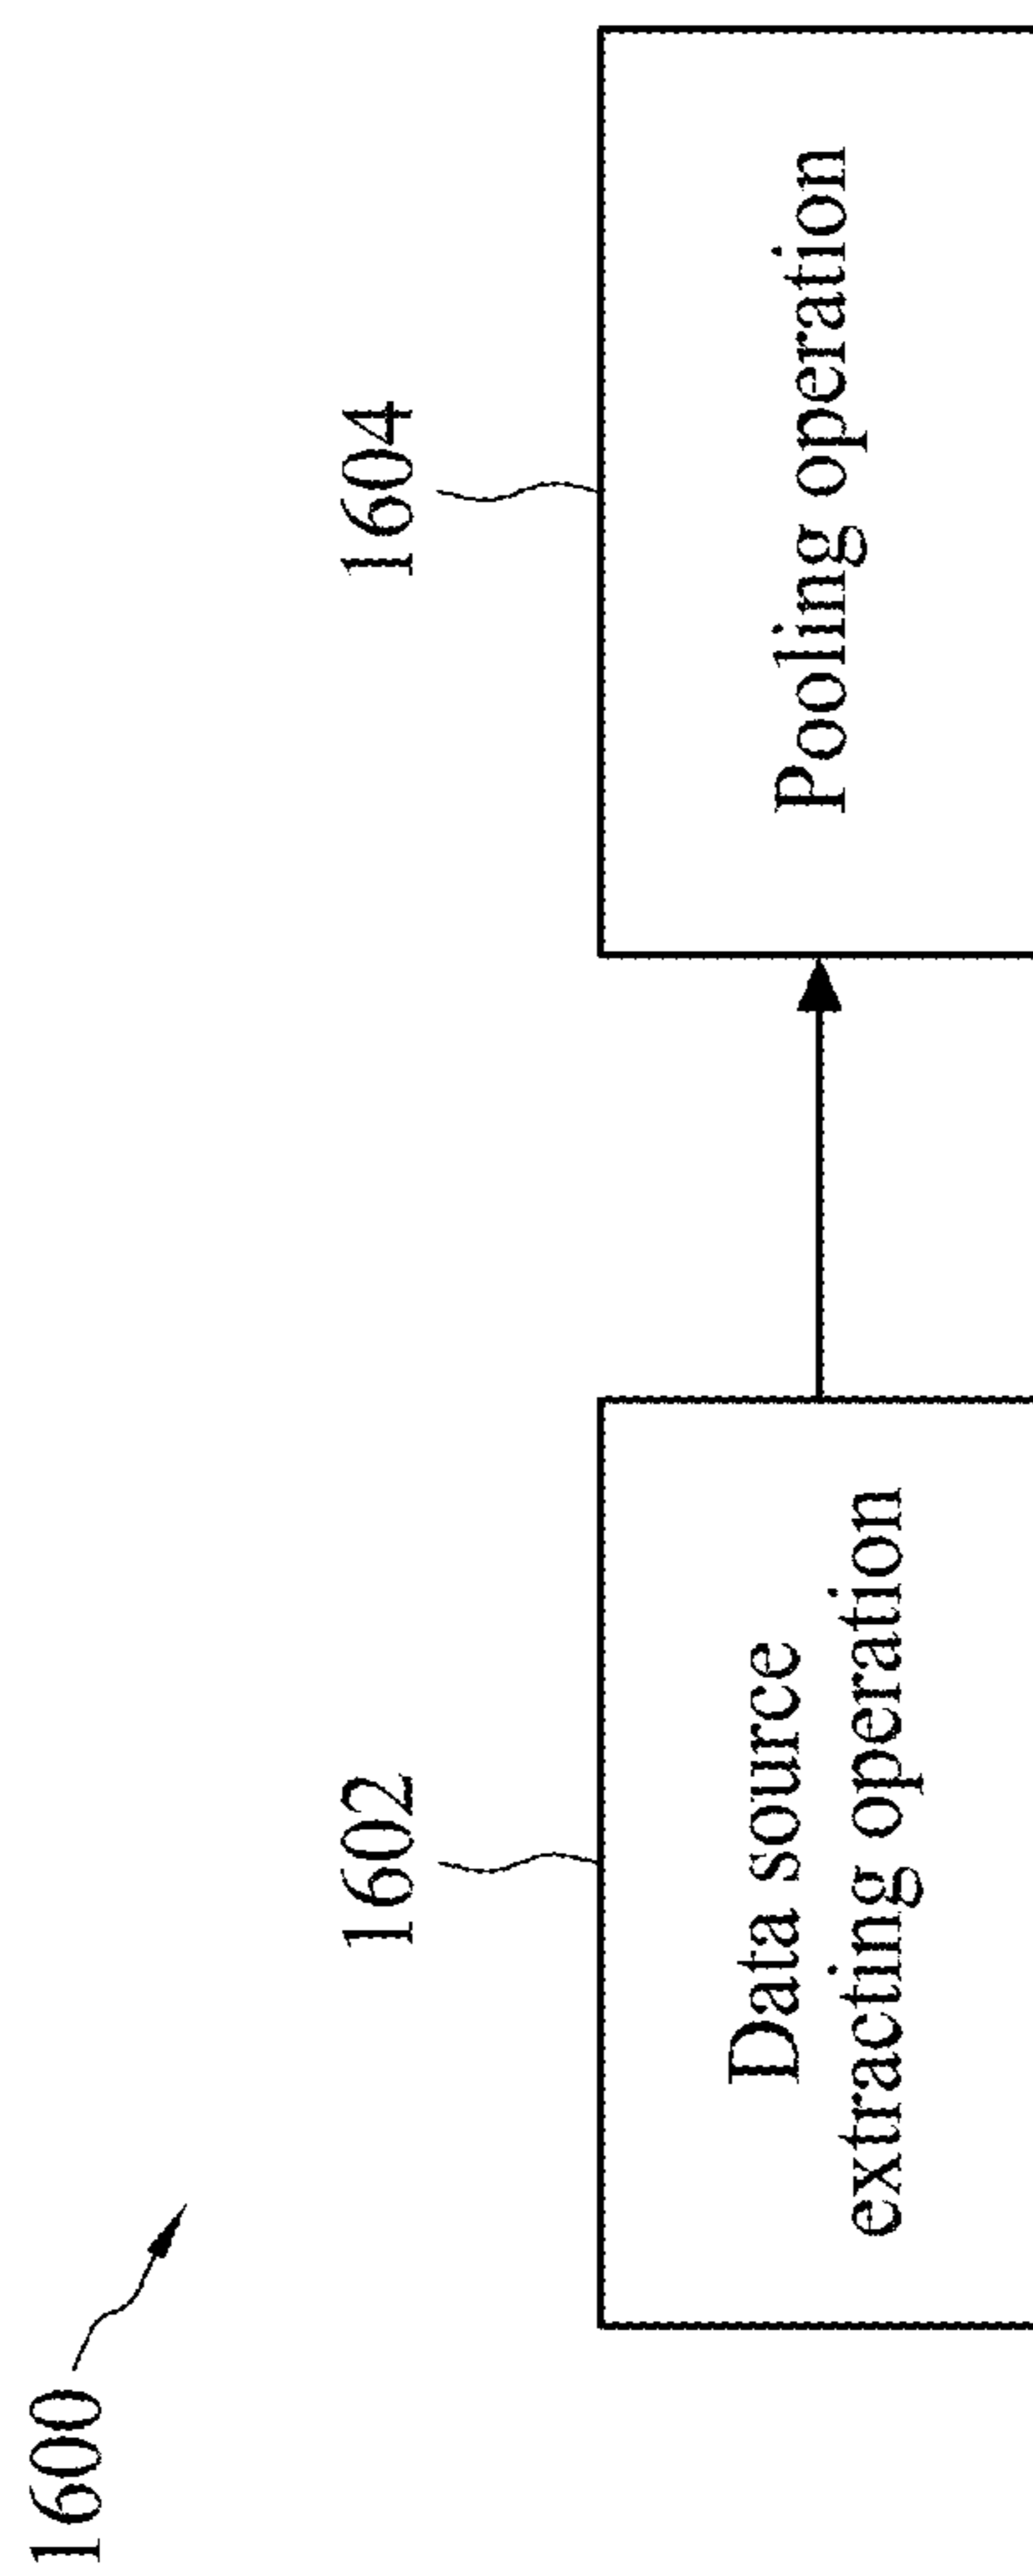 1600
1602
Data source
extracting operation
1604
Pooling operation